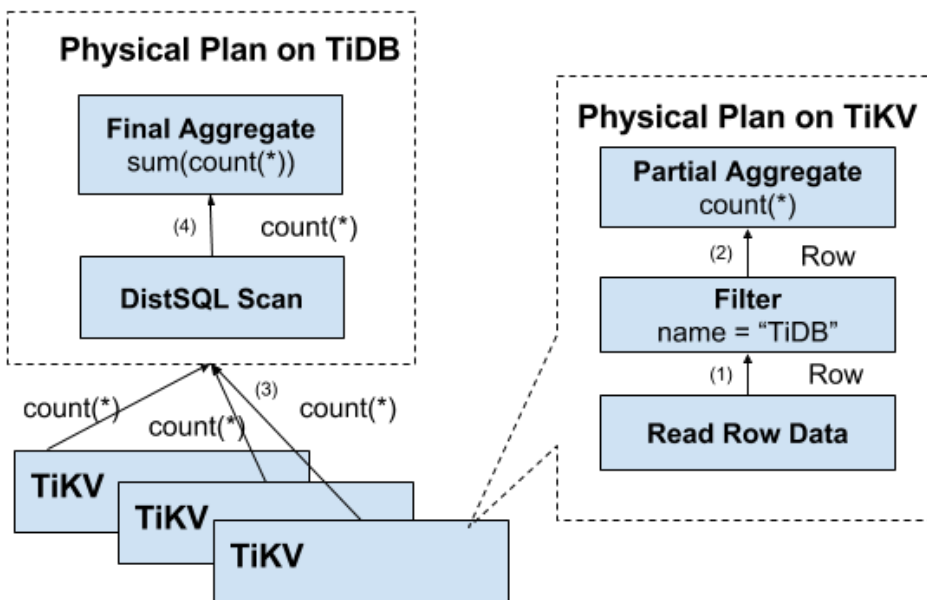 Physical Plan on TiDB
Final Aggregate
sum(count(*))
(4)
count(*)
DistSQL Scan
(3)
count(*)
count(*)
count(*)
TiKV
TiKV
TiKV
Physical Plan on TiKV
Partial Aggregate
count(*)
(2)
Row
Filter
name = “TiDB”
(1)
Row
Read Row Data